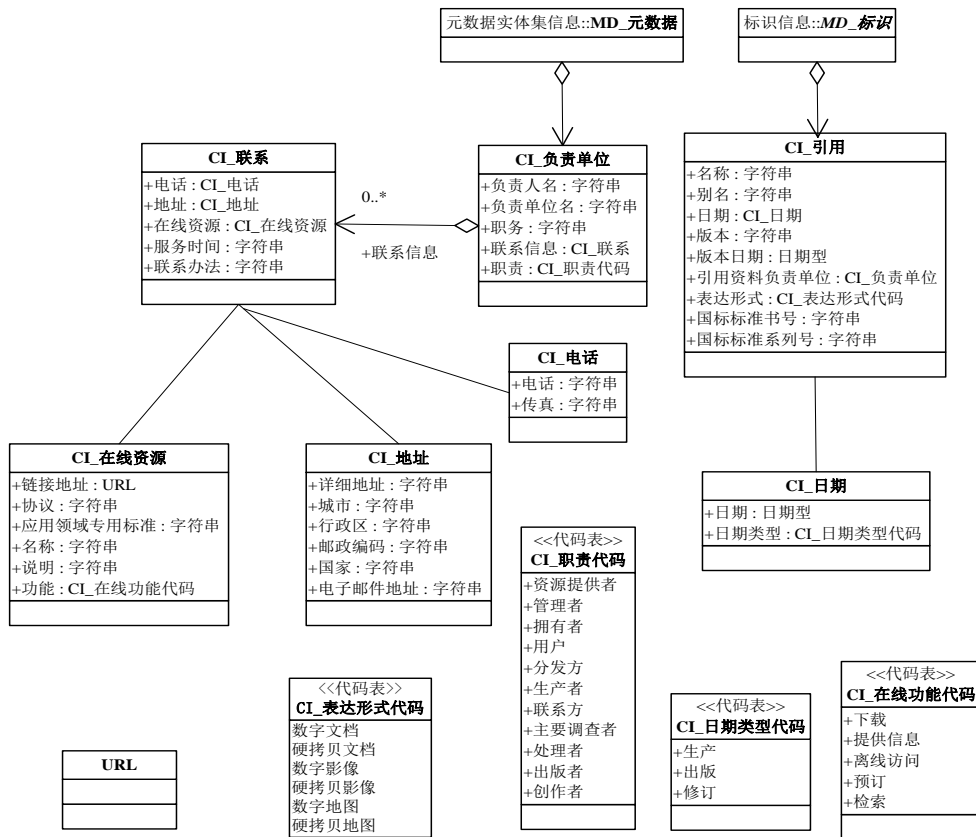 元数据实体集信息::MD_元数据
标识信息::MD_标识
CI_联系
+电话 : CI_电话
+地址 : CI_地址
+在线资源 : CI_在线资源
+服务时间 : 字符串
+联系办法 : 字符串
0..*
+联系信息
CI_负责单位
+负责人名 : 字符串
+负责单位名 : 字符串
+职务 : 字符串
+联系信息 : CI_联系
+职责 : CI_职责代码
CI_引用
+名称 : 字符串
+别名 : 字符串
+日期 : CI_日期
+版本 : 字符串
+版本日期 : 日期型
+引用资料负责单位 : CI_负责单位
+表达形式 : CI_表达形式代码
+国标标准书号 : 字符串
+国标标准系列号 : 字符串
CI_电话
+电话 : 字符串
+传真 : 字符串
CI_在线资源
+链接地址 : URL
+协议 : 字符串
+应用领域专用标准 : 字符串
+名称 : 字符串
+说明 : 字符串
+功能 : CI_在线功能代码
CI_地址
+详细地址 : 字符串
+城市 : 字符串
+行政区 : 字符串
+邮政编码 : 字符串
+国家 : 字符串
+电子邮件地址 : 字符串
CI_日期
+日期 : 日期型
+日期类型 : CI_日期类型代码
<<代码表>>
CI_职责代码
+资源提供者
+管理者
+拥有者
+用户
+分发方
+生产者
+联系方
+主要调查者
+处理者
+出版者
+创作者
URL
<<代码表>>
CI_表达形式代码
数字文档
硬拷贝文档
数字影像
硬拷贝影像
数字地图
硬拷贝地图
<<代码表>>
CI_日期类型代码
+生产
+出版
+修订
<<代码表>>
CI_在线功能代码
+下载
+提供信息
+离线访问
+预订
+检索